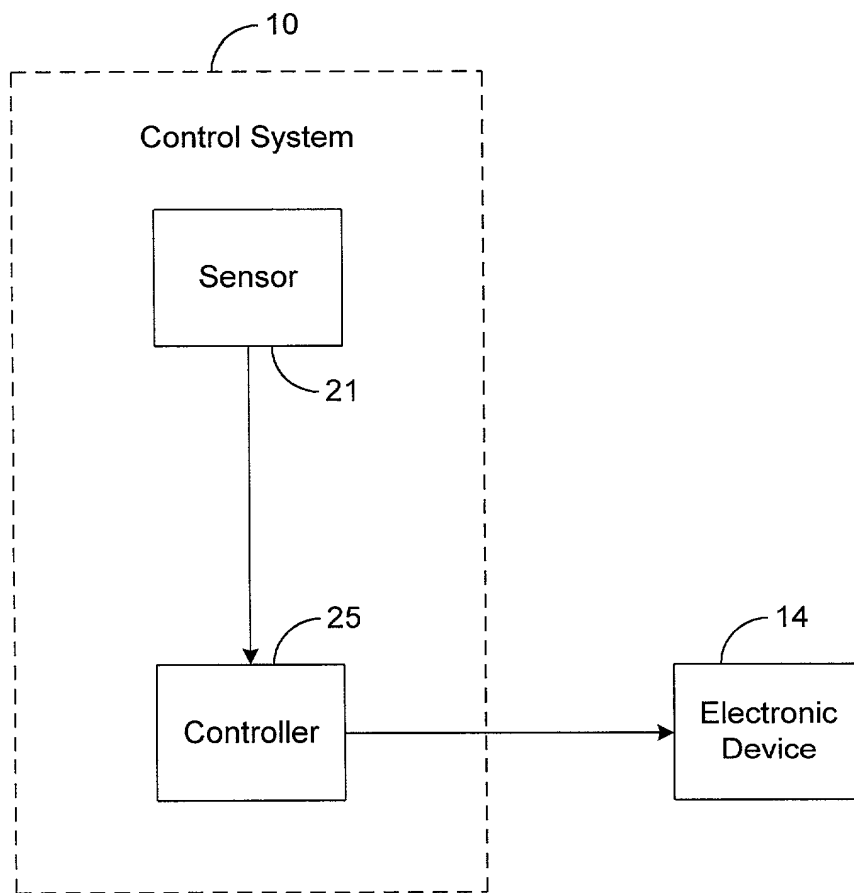 10
Control System
Sensor
21
25
Controller
14
Electronic
Device